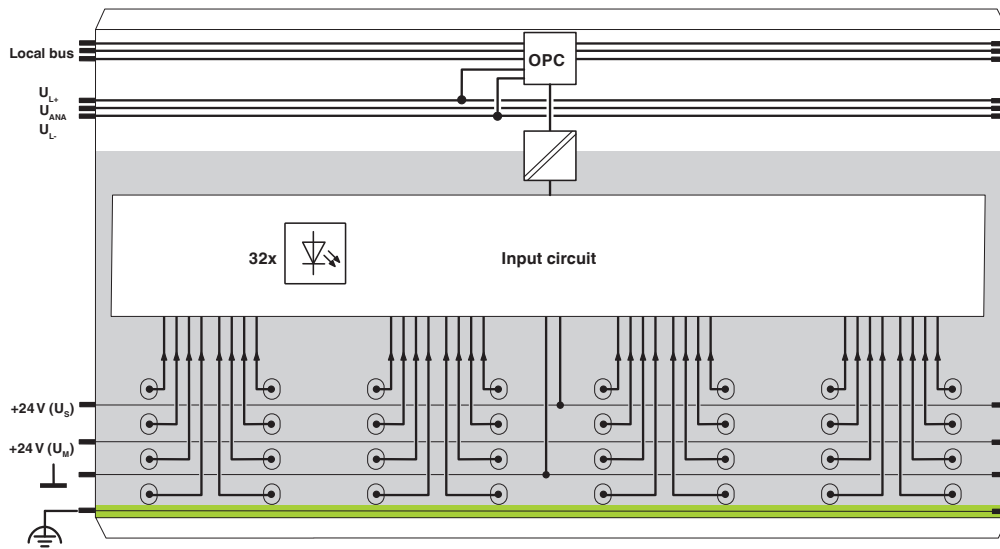 Local bus
OPC
U_L+
U_ANA
U_L-
32x
Input circuit
+24 V (U_S)
+24 V (U_M)